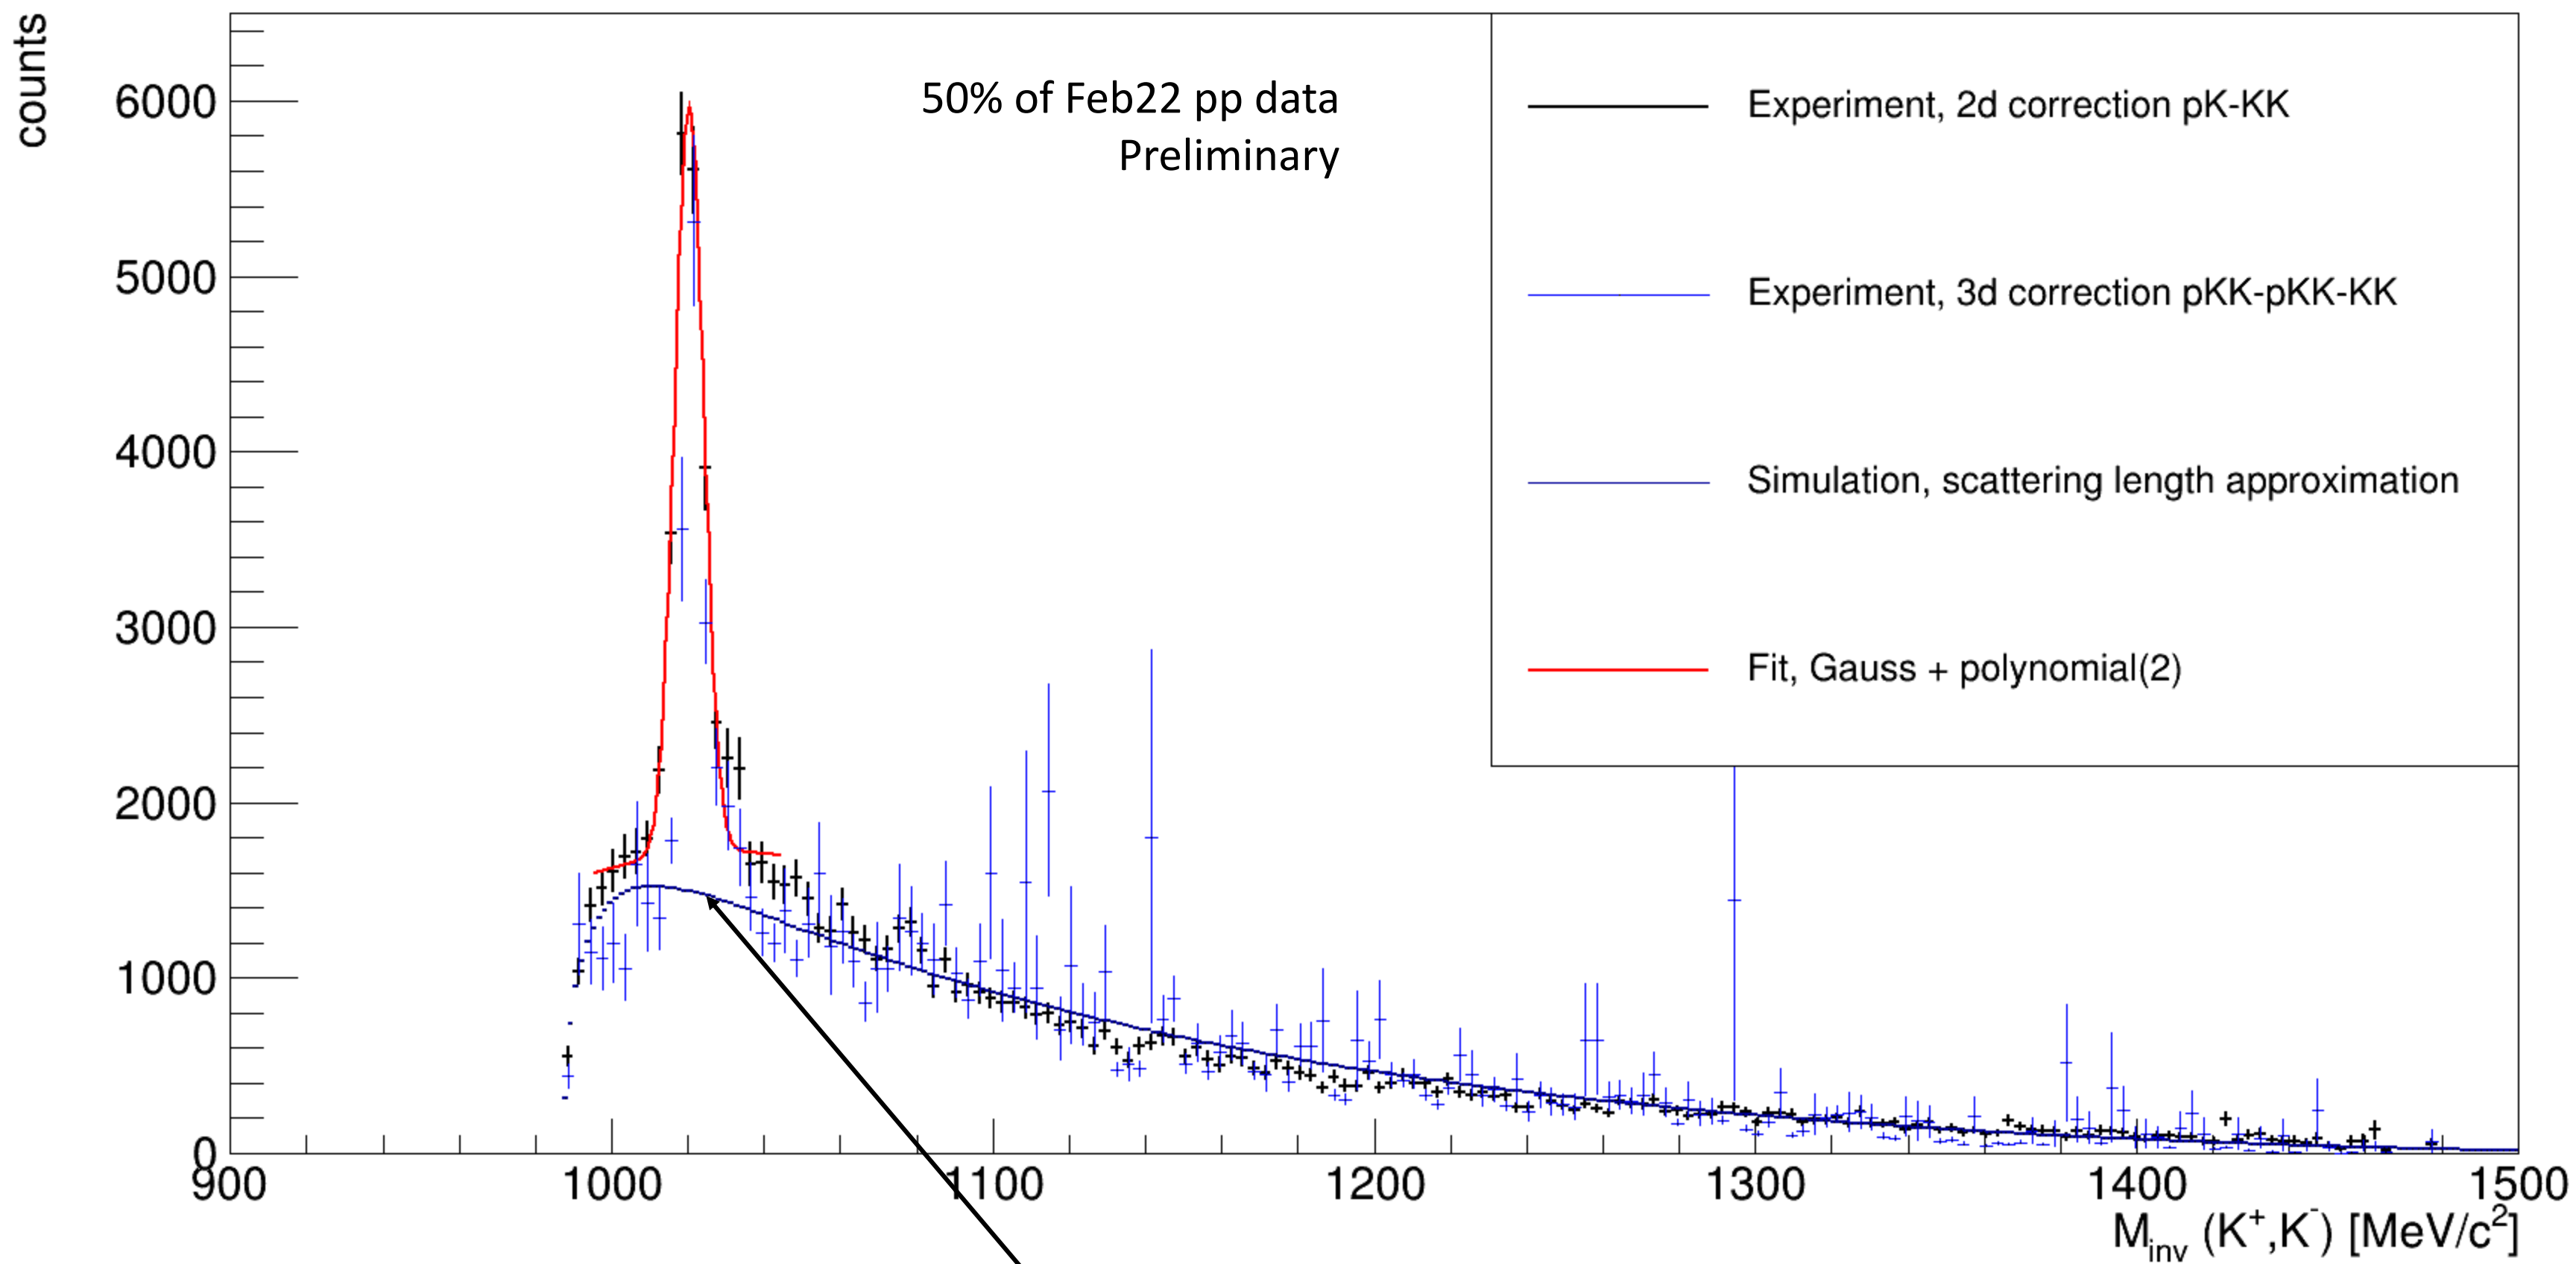 counts
6000
5000
4000
3000
2000
1000
0
50% of Feb22 pp data
Preliminary
Experiment, 2d correction pK-KK
Experiment, 3d correction pKK-pKK-KK
Simulation, scattering length approximation
Fit, Gauss + polynomial(2)
900 1000 1100 1200 1300 1400 1500
M_inv (K⁺,K⁻) [MeV/c²]